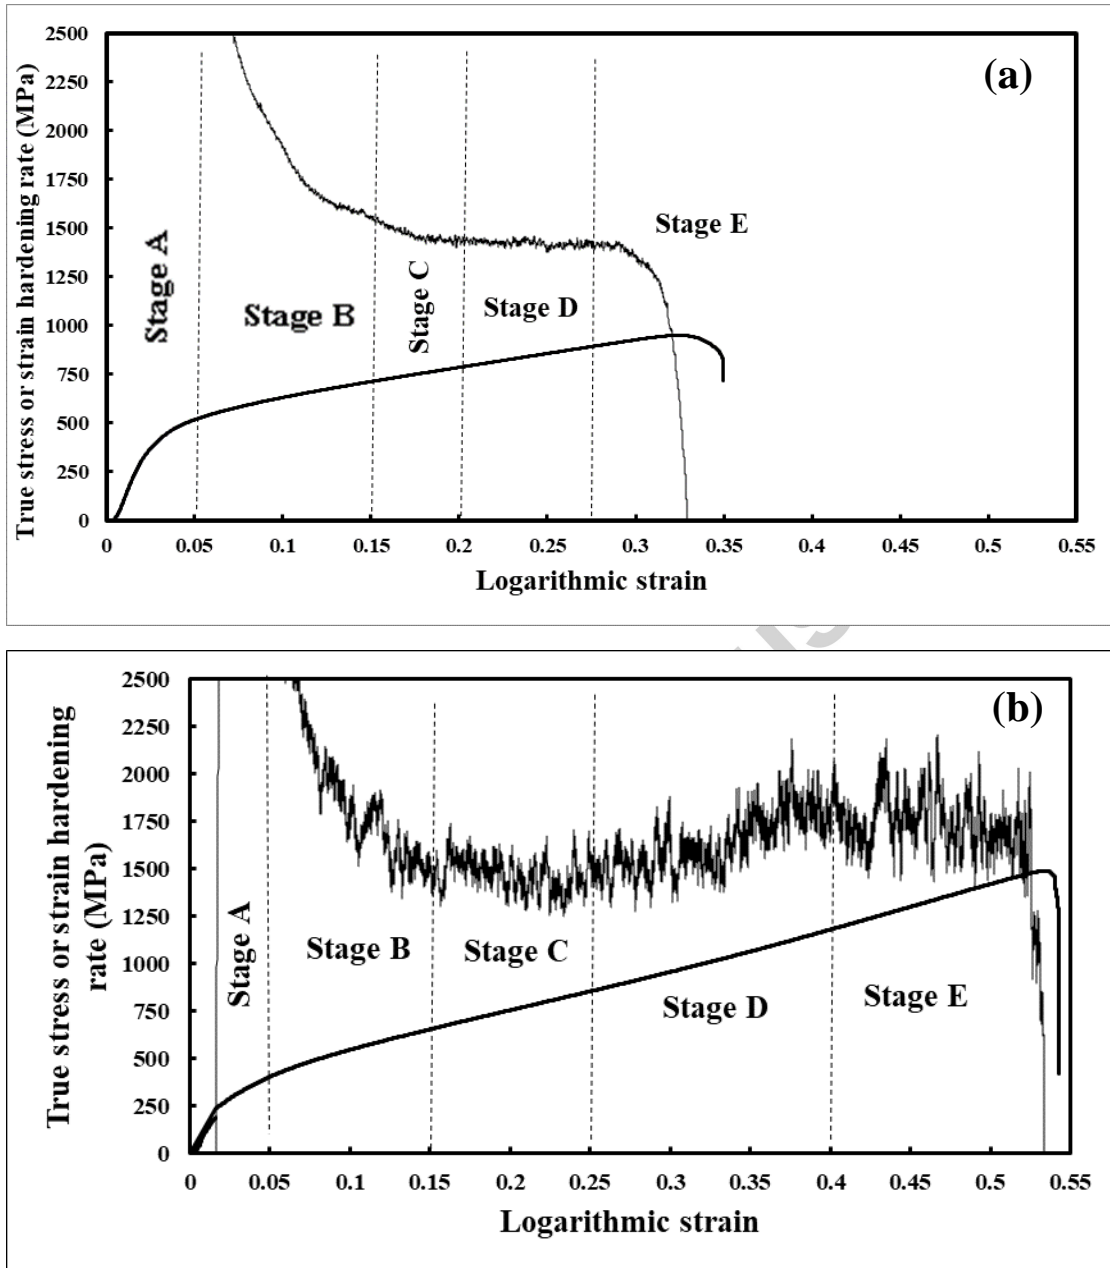 (a)
True stress or strain hardening rate (MPa)
2500
2250
2000
1750
1500
1250
1000
750
500
250
0
Stage A
Stage B
Stage C
Stage D
Stage E
0 0.05 0.1 0.15 0.2 0.25 0.3 0.35 0.4 0.45 0.5 0.55
Logarithmic strain
(b)
True stress or strain hardening
rate (MPa)
2500
2250
2000
1750
1500
1250
1000
750
500
250
0
Stage A
Stage B
Stage C
Stage D
Stage E
0 0.05 0.1 0.15 0.2 0.25 0.3 0.35 0.4 0.45 0.5 0.55
Logarithmic strain